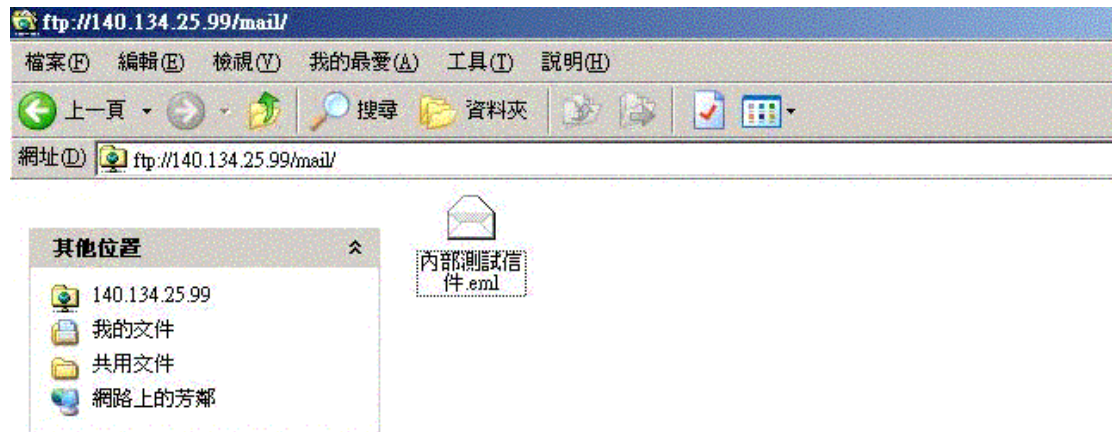 ftp://140.134.25.99/mail/
檔案(F) 編輯(E) 檢視(V) 我的最愛(A) 工具(T) 說明(H)
上一頁 搜尋 資料夾
網址(D) ftp://140.134.25.99/mail/
其他位置
140.134.25.99
我的文件
共用文件
網路上的芳鄰
內部測試信
件.eml